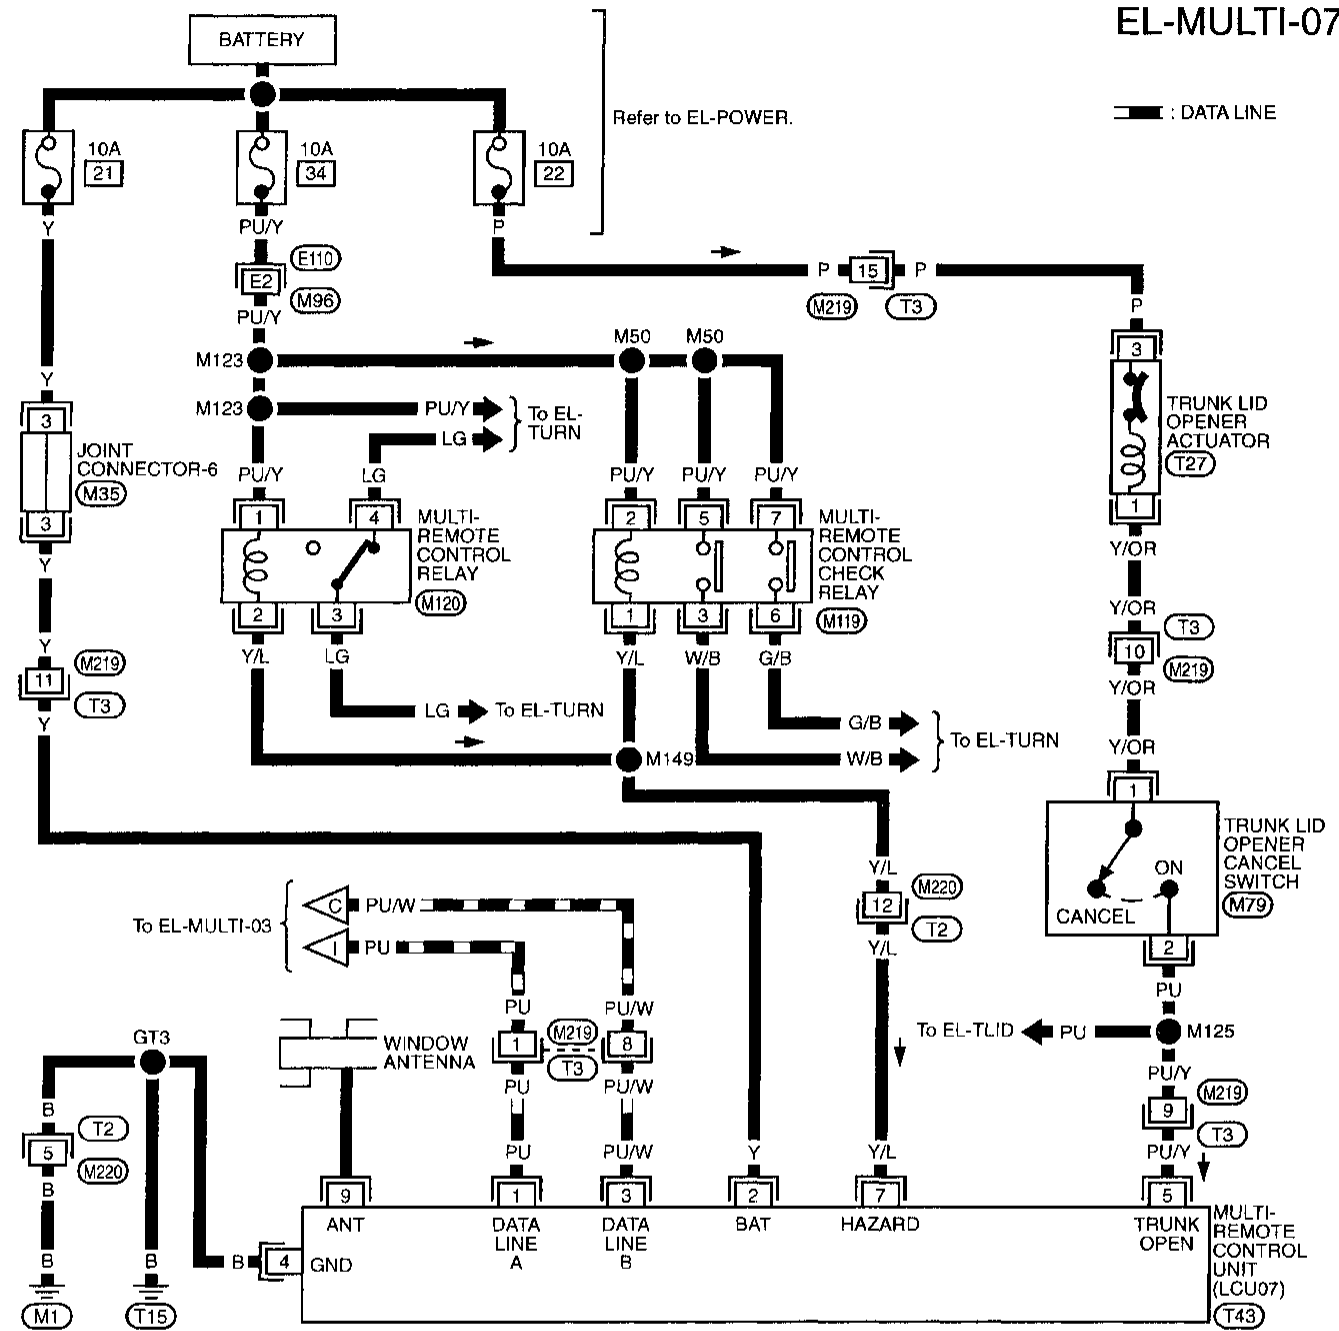 EL-MULTI-07
BATTERY
Refer to EL-POWER.
: DATA LINE
10A
21
10A
34
10A
22
Y
PU/Y
P
E110
E2
M96
PU/Y
P
15
P
M219
T3
P
M123
M50
M50
3
M123
PU/Y
LG
To EL-
TURN
TRUNK LID
OPENER
ACTUATOR
T27
Y
3
JOINT
CONNECTOR-6
M35
3
PU/Y
LG
PU/Y
PU/Y
PU/Y
1
1
4
MULTI-
REMOTE
CONTROL
RELAY
M120
2
5
7
MULTI-
REMOTE
CONTROL
CHECK
RELAY
M119
Y/OR
Y
2
3
1
3
6
Y/OR
T3
10
M219
Y
Y/L
LG
Y/L
W/B
G/B
M219
11
T3
Y/OR
Y
LG
To EL-TURN
G/B
W/B
To EL-TURN
M149
Y/OR
1
TRUNK LID
OPENER
CANCEL
SWITCH
M79
ON
CANCEL
2
Y/L
M220
12
T2
Y/L
To EL-MULTI-03
C
PU/W
I
PU
PU
To EL-TLID
PU
M125
PU
PU/W
1
M219
T3
8
PU
PU/W
WINDOW
ANTENNA
GT3
PU/Y
M219
9
T3
PU/Y
B
T2
5
M220
B
B
B
M1
T15
B
PU
PU/W
Y
Y/L
9
1
3
2
7
5
ANT
DATA
LINE
A
DATA
LINE
B
BAT
HAZARD
TRUNK
OPEN
4
GND
MULTI-
REMOTE
CONTROL
UNIT
(LCU07)
T43